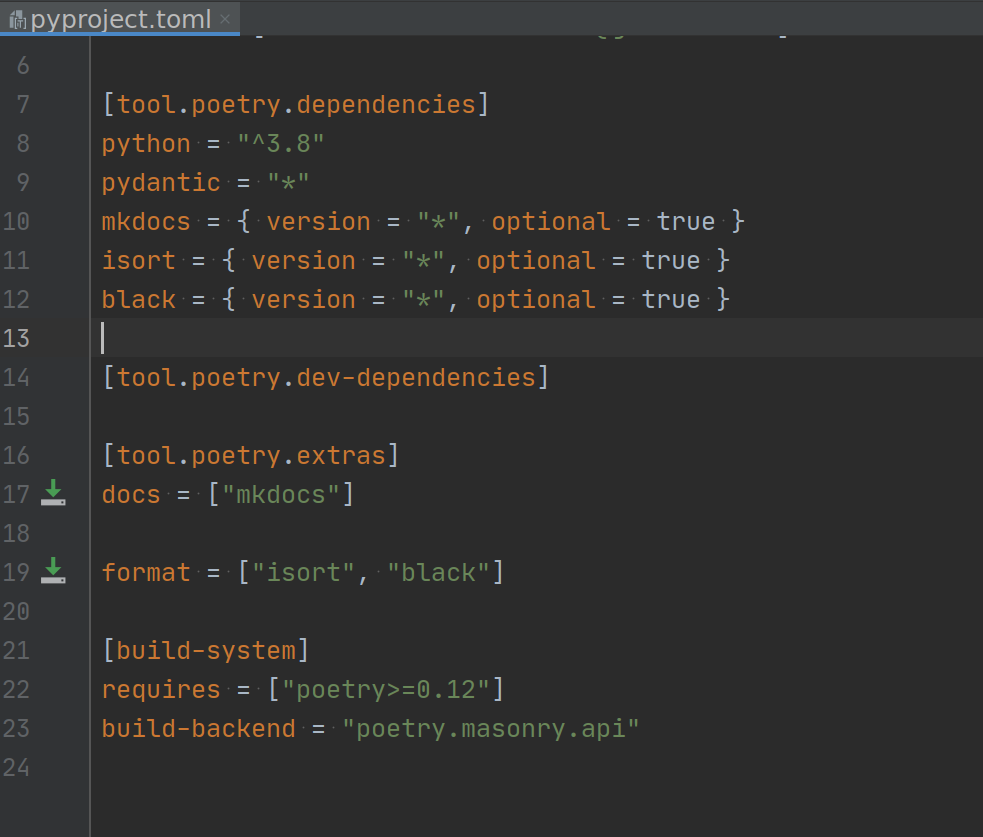 pyproject.toml
6
7 [tool.poetry.dependencies]
8 python = "^3.8"
9 pydantic = "*"
10 mkdocs = { version = "*", optional = true }
11 isort = { version = "*", optional = true }
12 black = { version = "*", optional = true }
13
14 [tool.poetry.dev-dependencies]
15
16 [tool.poetry.extras]
17 docs = ["mkdocs"]
18
19 format = ["isort", "black"]
20
21 [build-system]
22 requires = ["poetry>=0.12"]
23 build-backend = "poetry.masonry.api"
24